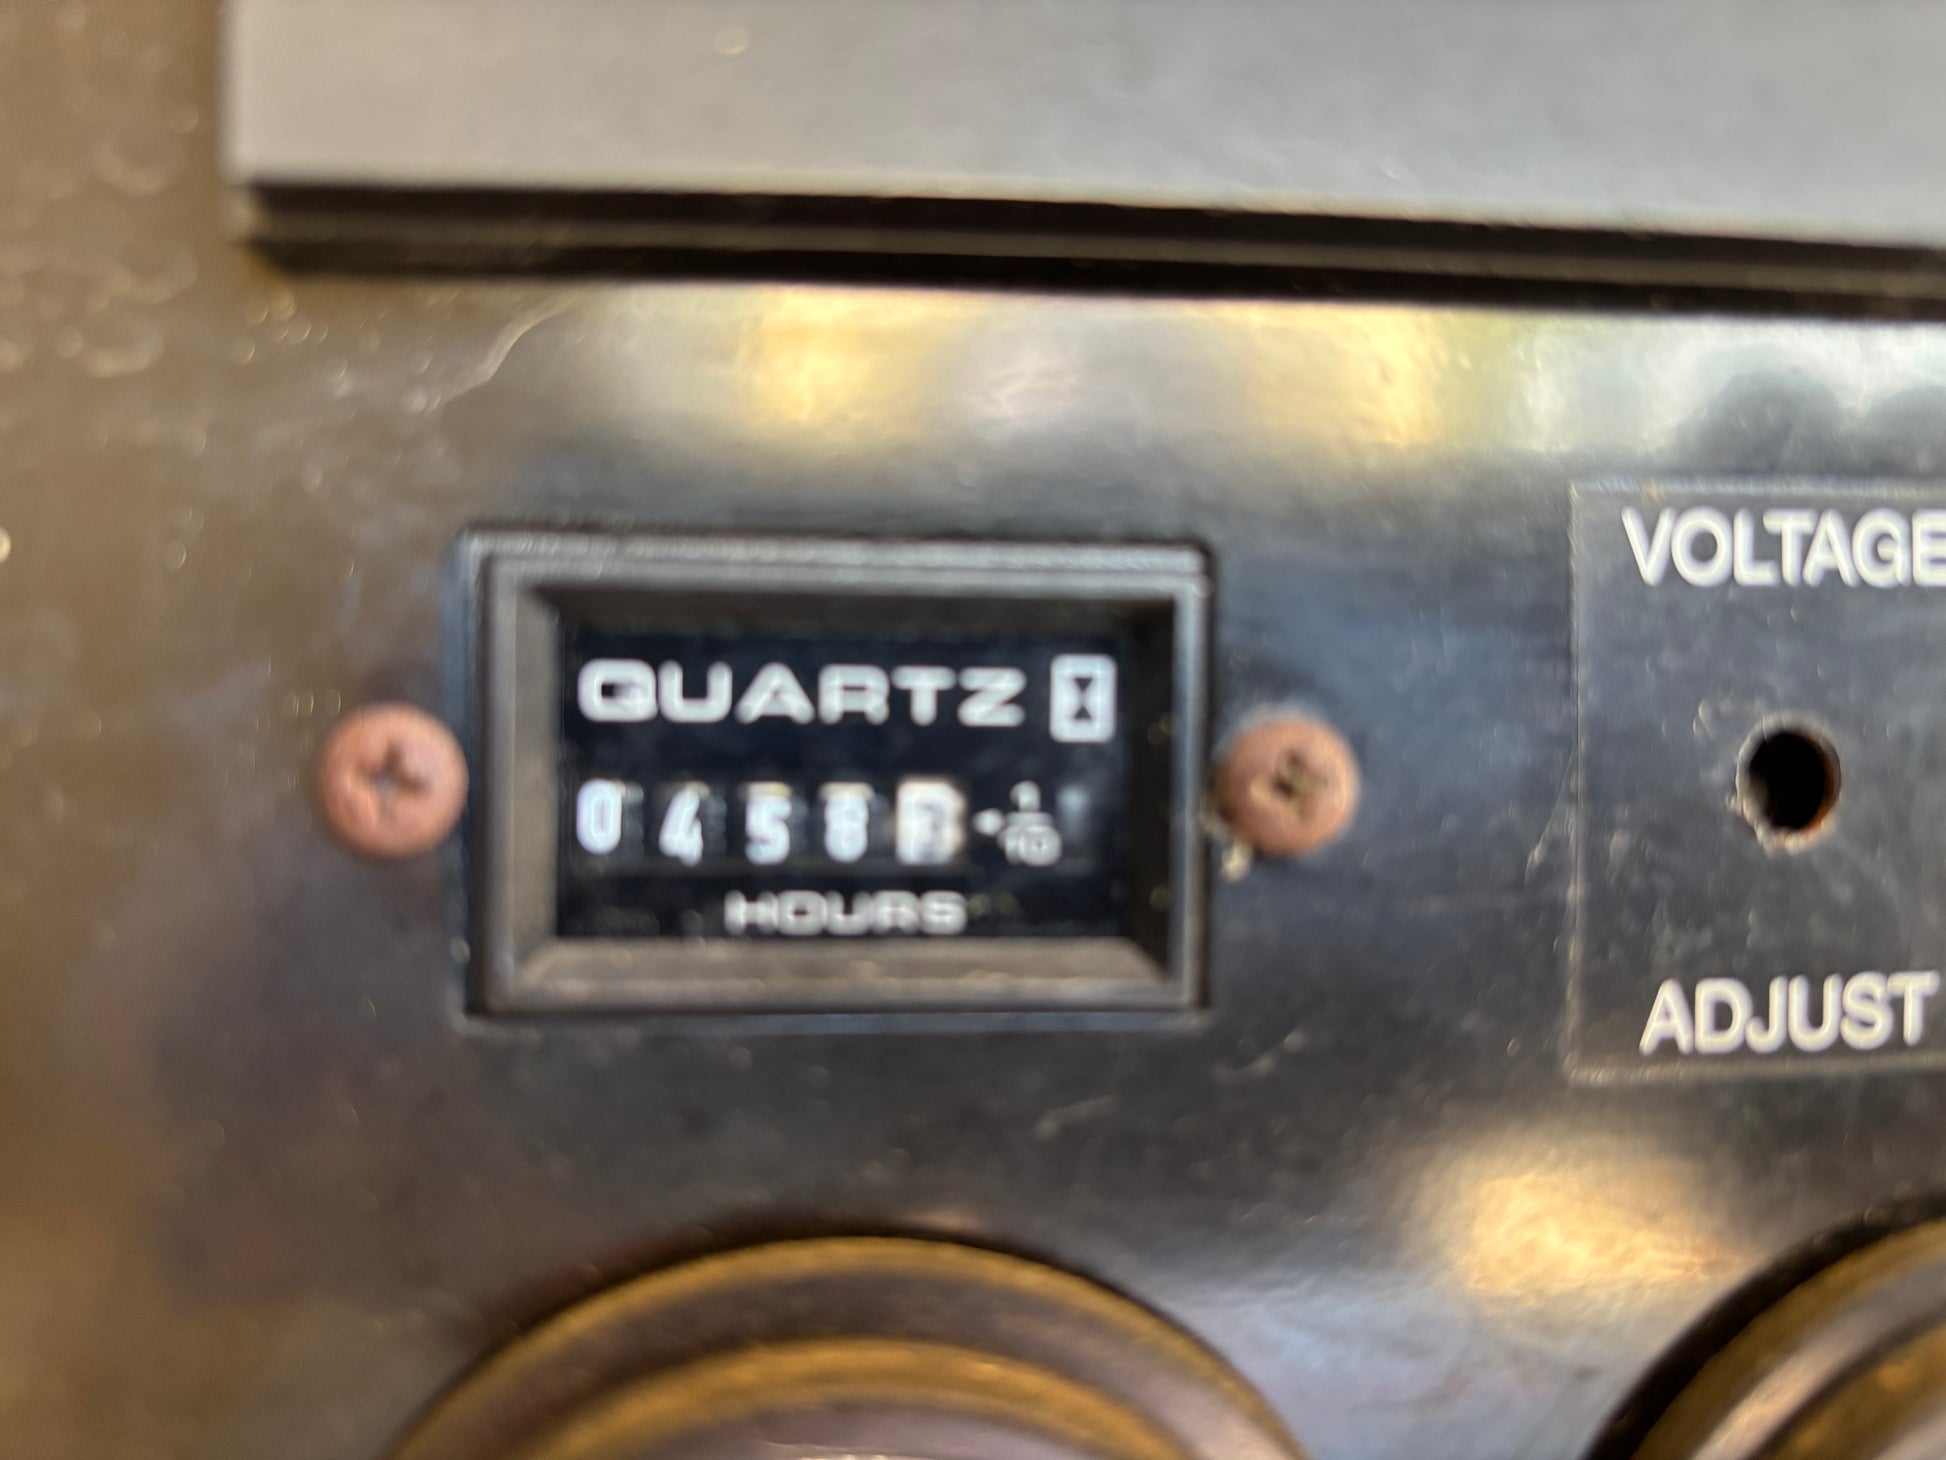 QUARTZ
0458 1/10
HOURS
VOLTAGE
ADJUST